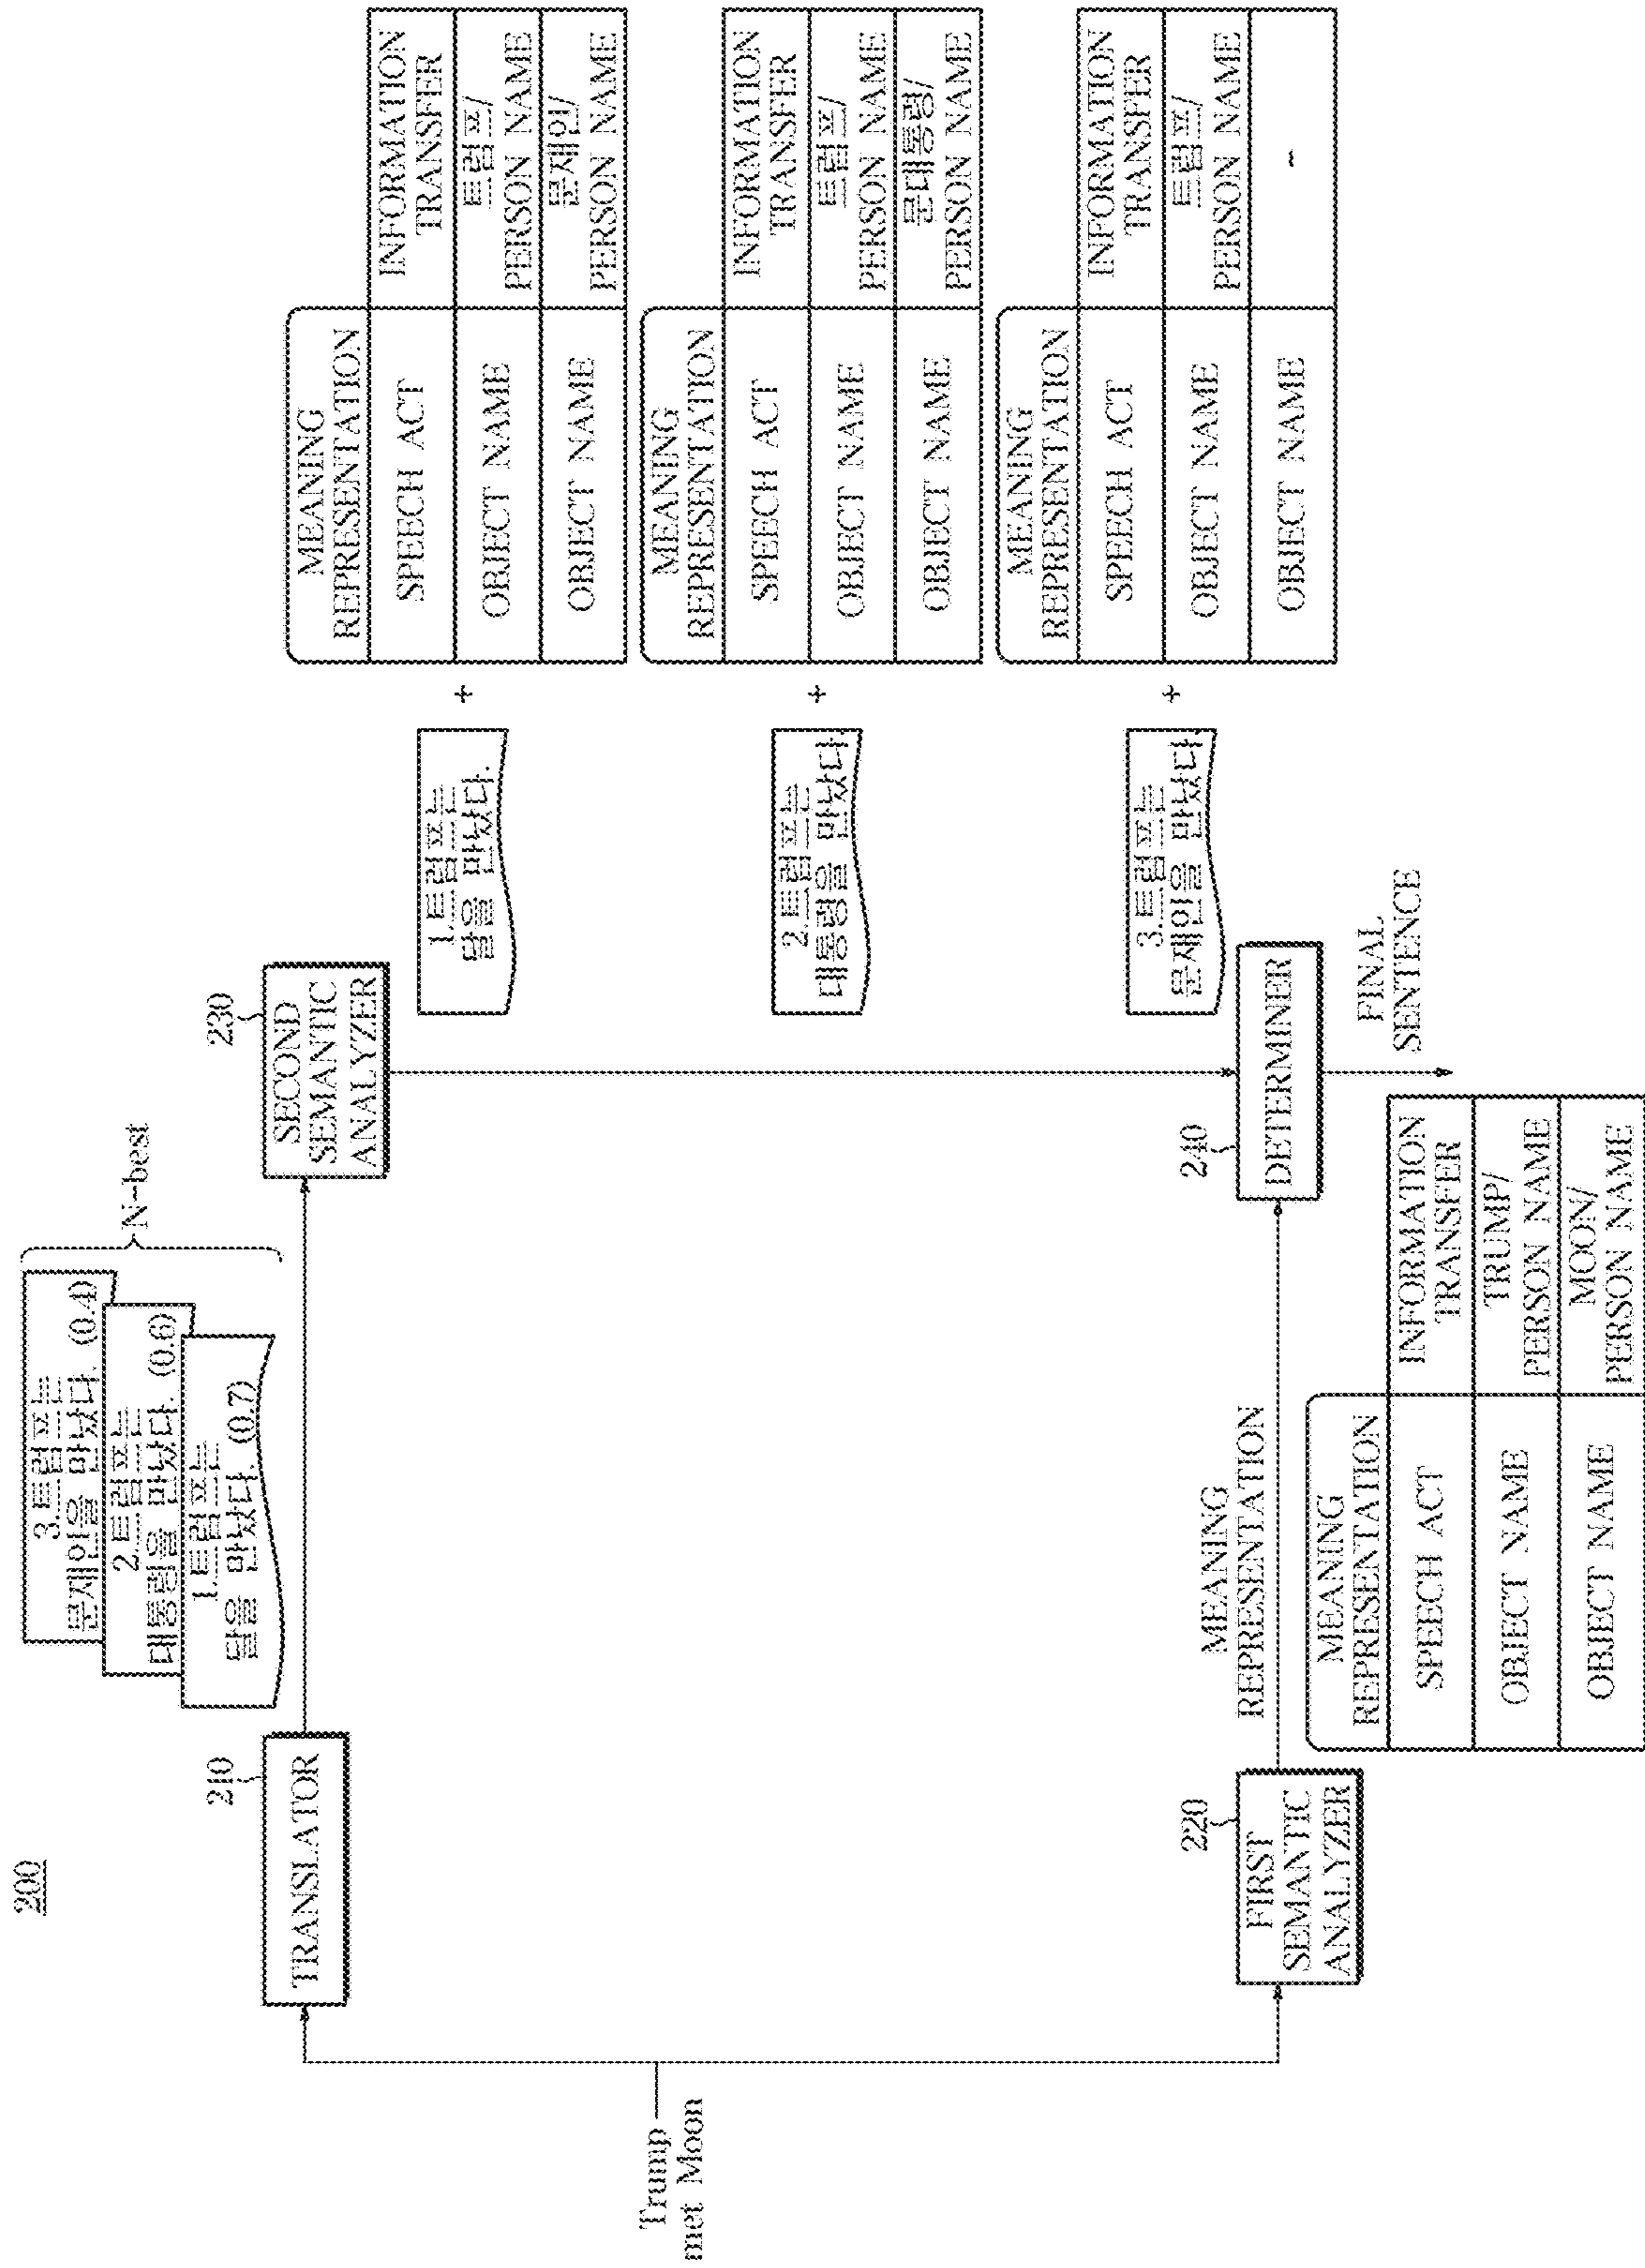 200
3.트럼프는
문재인을 만났다. (0.4)
2.트럼프는
대통령을 만났다. (0.6)
1.트럼프는
달을 만났다. (0.7)
N-best
210
TRANSLATOR
230
SECOND
SEMANTIC
ANALYZER
1.트럼프는
달을 만났다.
+
MEANING
REPRESENTATION
SPEECH ACT
INFORMATION
TRANSFER
OBJECT NAME
트럼프/
PERSON NAME
OBJECT NAME
문재인/
PERSON NAME
Trump
met Moon
2.트럼프는
대통령을 만났다.
+
MEANING
REPRESENTATION
SPEECH ACT
INFORMATION
TRANSFER
OBJECT NAME
트럼프/
PERSON NAME
OBJECT NAME
문대통령/
PERSON NAME
3.트럼프는
문재인을 만났다.
+
MEANING
REPRESENTATION
SPEECH ACT
INFORMATION
TRANSFER
OBJECT NAME
트럼프/
PERSON NAME
OBJECT NAME
-
220
FIRST
SEMANTIC
ANALYZER
MEANING
REPRESENTATION
240
DETERMINER
FINAL
SENTENCE
MEANING
REPRESENTATION
SPEECH ACT
INFORMATION
TRANSFER
OBJECT NAME
TRUMP/
PERSON NAME
OBJECT NAME
MOON/
PERSON NAME